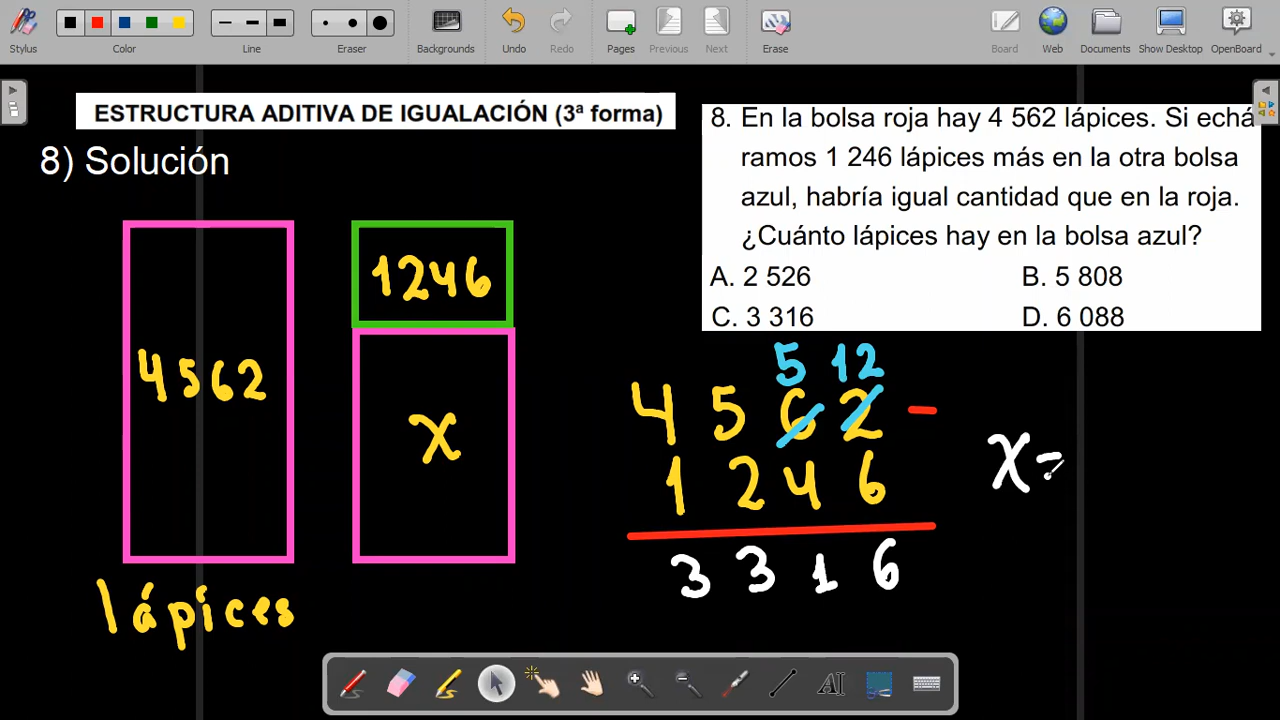 Stylus Color Line Eraser Backgrounds Undo Redo Pages Previous Next Erase Board Web Documents Show Desktop OpenBoard
ESTRUCTURA ADITIVA DE IGUALACIÓN (3ª forma)
8) Solución
8. En la bolsa roja hay 4 562 lápices. Si echá
ramos 1 246 lápices más en la otra bolsa
azul, habría igual cantidad que en la roja.
¿Cuánto lápices hay en la bolsa azul?
A. 2 526 B. 5 808
C. 3 316 D. 6 088
4562
lápices
1246
x
5 12
4 5 6 2 -
1 2 4 6
3 3 1 6
x=
AI